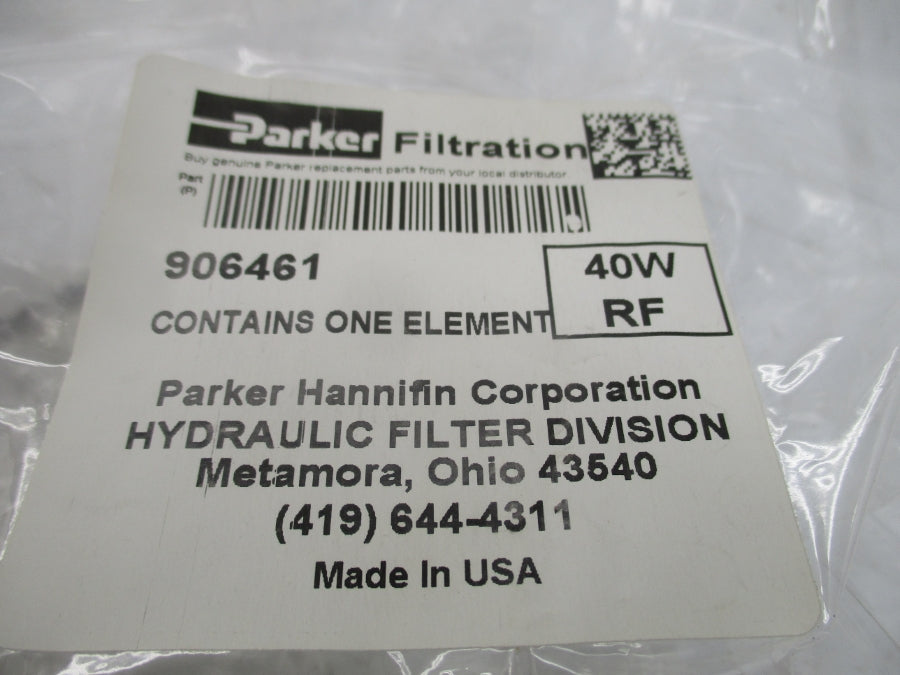 Parker Filtration
Buy genuine Parker replacement parts from your local distributor.
Part
(P)
906461
40W
RF
CONTAINS ONE ELEMENT
Parker Hannifin Corporation
HYDRAULIC FILTER DIVISION
Metamora, Ohio 43540
(419) 644-4311
Made In USA